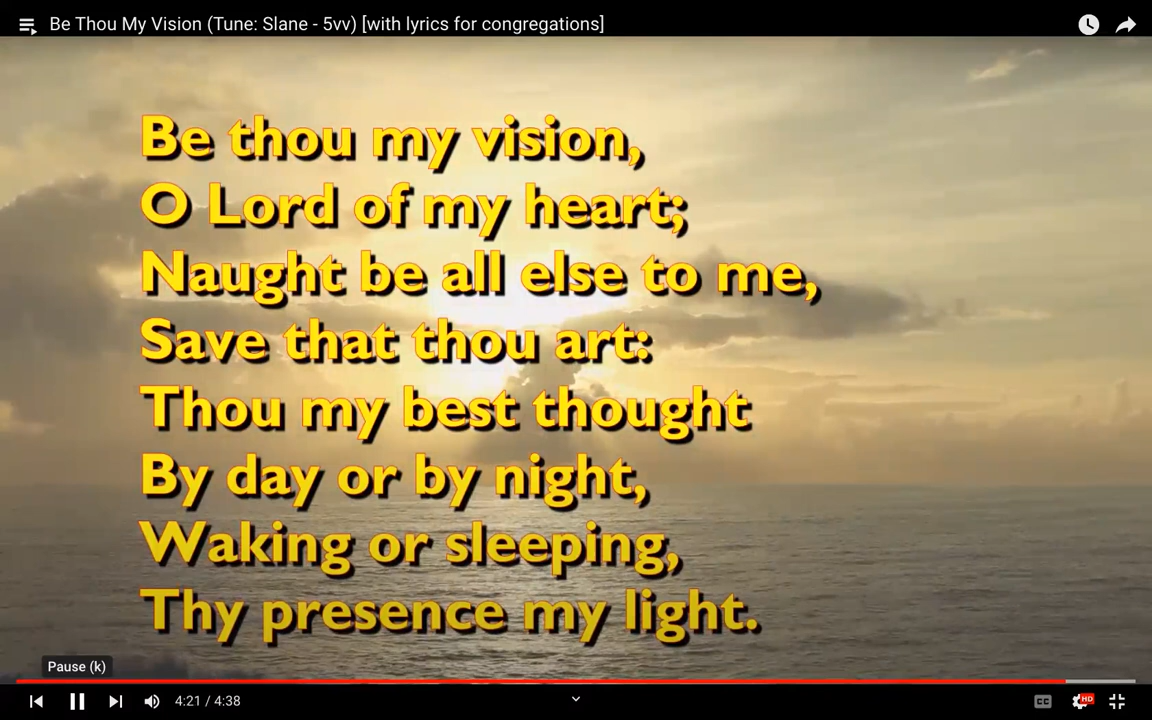 Be Thou My Vision (Tune: Slane - 5vv) [with lyrics for congregations]
Be thou my vision,
O Lord of my heart;
Naught be all else to me,
Save that thou art:
Thou my best thought
By day or by night,
Waking or sleeping,
Thy presence my light.
Pause (k)
4:21 / 4:38
CC
HD